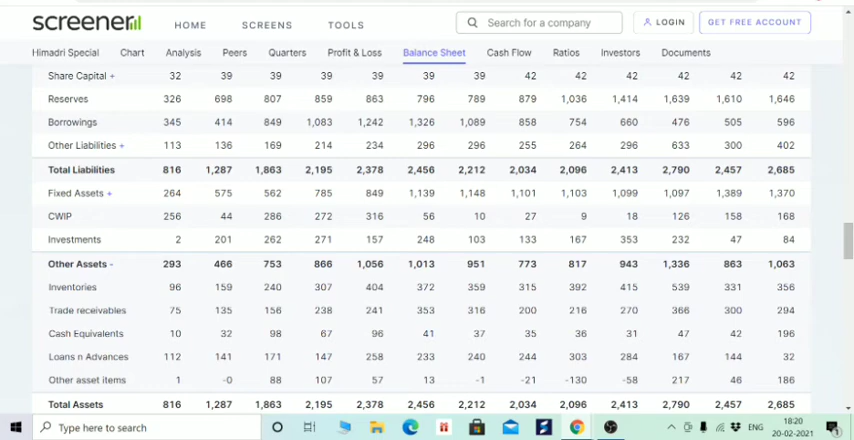 screener
HOME SCREENS TOOLS Search for a company LOGIN GET FREE ACCOUNT
Himadri Special Chart Analysis Peers Quarters Profit & Loss Balance Sheet Cash Flow Ratios Investors Documents
Share Capital + 32 39 39 39 39 39 39 42 42 42 42 42 42
Reserves 326 698 807 859 863 796 789 879 1,036 1,414 1,639 1,610 1,646
Borrowings 345 414 849 1,083 1,242 1,326 1,089 858 754 660 476 505 596
Other Liabilities + 113 136 169 214 234 296 296 255 264 296 633 300 402
Total Liabilities 816 1,287 1,863 2,195 2,378 2,456 2,212 2,034 2,096 2,413 2,790 2,457 2,685
Fixed Assets + 264 575 562 785 849 1,139 1,148 1,101 1,103 1,099 1,097 1,389 1,370
CWIP 256 44 286 272 316 56 10 27 9 18 126 158 168
Investments 2 201 262 271 157 248 103 133 167 353 232 47 84
Other Assets - 293 466 753 866 1,056 1,013 951 773 817 943 1,336 863 1,063
Inventories 96 159 240 307 404 372 359 315 392 415 539 331 356
Trade receivables 75 135 156 238 241 353 316 200 216 270 366 300 294
Cash Equivalents 10 32 98 67 96 41 37 35 36 31 47 42 196
Loans n Advances 112 141 171 147 258 233 240 244 303 284 167 144 32
Other asset items 1 -0 88 107 57 13 -1 -21 -130 -58 217 46 186
Total Assets 816 1,287 1,863 2,195 2,378 2,456 2,212 2,034 2,096 2,413 2,790 2,457 2,685
Type here to search ENG 18:20
20-02-2021